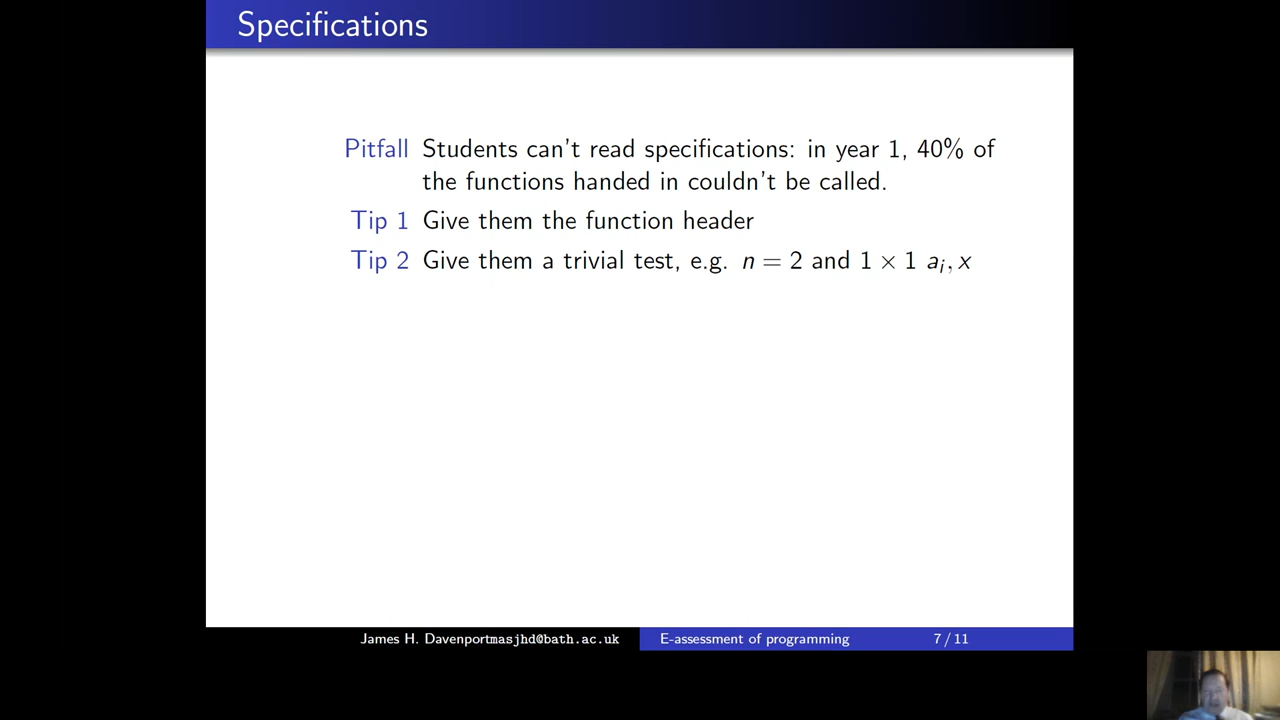 Specifications
Pitfall Students can't read specifications: in year 1, 40% of
the functions handed in couldn't be called.
Tip 1 Give them the function header
Tip 2 Give them a trivial test, e.g. n = 2 and 1 × 1 aᵢ, x
James H. Davenportmasjhd@bath.ac.uk E-assessment of programming 7 / 11